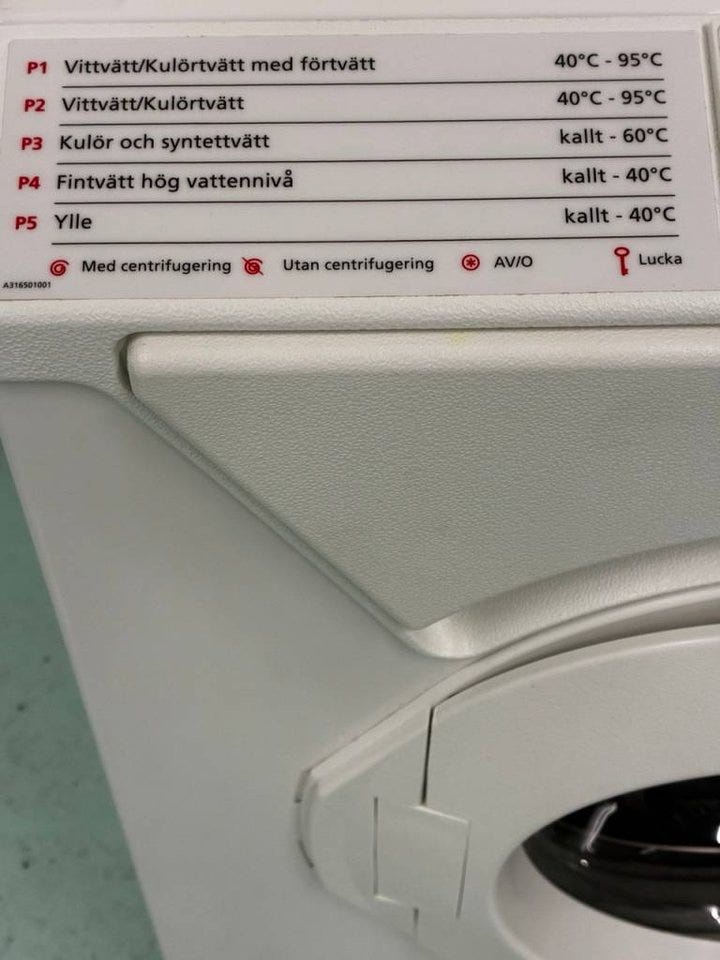 P1 Vittvätt/Kulörtvätt med förtvätt 40°C - 95°C
P2 Vittvätt/Kulörtvätt 40°C - 95°C
P3 Kulör och syntettvätt kallt - 60°C
P4 Fintvätt hög vattennivå kallt - 40°C
P5 Ylle kallt - 40°C
Med centrifugering Utan centrifugering AV/O Lucka
A316501001